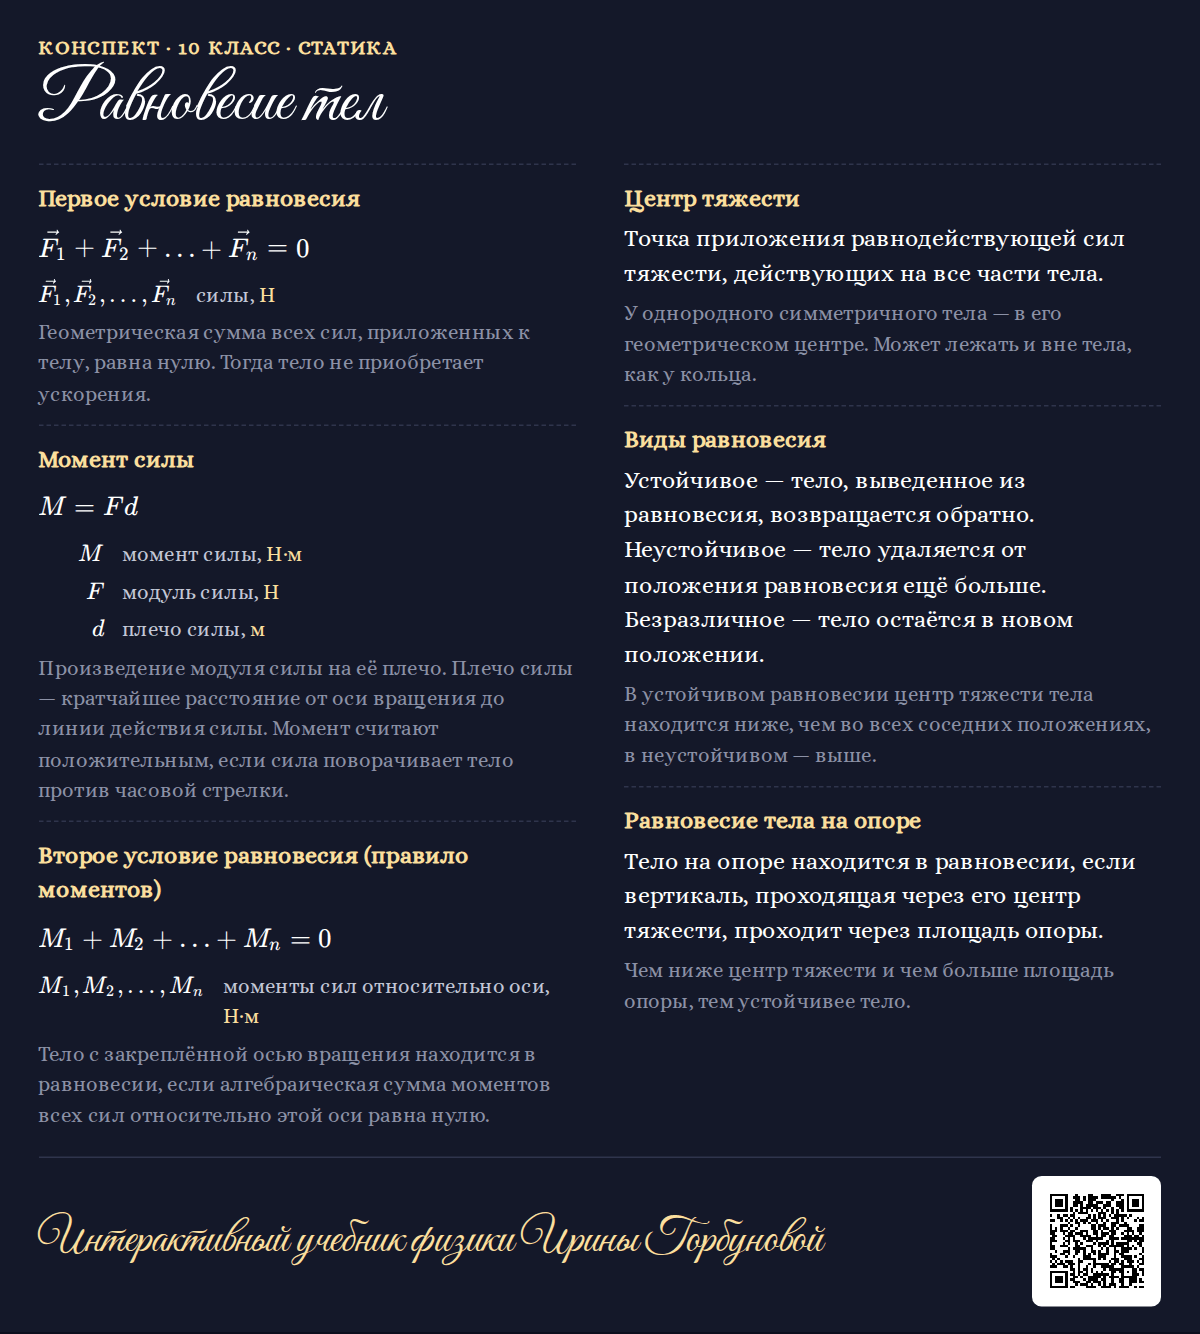 КОНСПЕКТ · 10 КЛАСС · СТАТИКА
Равновесие тел
Первое условие равновесия
F⃗₁ + F⃗₂ + … + F⃗ₙ = 0
F⃗₁, F⃗₂, …, F⃗ₙ силы, Н
Геометрическая сумма всех сил, приложенных к
телу, равна нулю. Тогда тело не приобретает
ускорения.
Момент силы
M = Fd
M момент силы, Н·м
F модуль силы, Н
d плечо силы, м
Произведение модуля силы на её плечо. Плечо силы
— кратчайшее расстояние от оси вращения до
линии действия силы. Момент считают
положительным, если сила поворачивает тело
против часовой стрелки.
Второе условие равновесия (правило
моментов)
M₁ + M₂ + … + Mₙ = 0
M₁, M₂, …, Mₙ моменты сил относительно оси,
Н·м
Тело с закреплённой осью вращения находится в
равновесии, если алгебраическая сумма моментов
всех сил относительно этой оси равна нулю.
Центр тяжести
Точка приложения равнодействующей сил
тяжести, действующих на все части тела.
У однородного симметричного тела — в его
геометрическом центре. Может лежать и вне тела,
как у кольца.
Виды равновесия
Устойчивое — тело, выведенное из
равновесия, возвращается обратно.
Неустойчивое — тело удаляется от
положения равновесия ещё больше.
Безразличное — тело остаётся в новом
положении.
В устойчивом равновесии центр тяжести тела
находится ниже, чем во всех соседних положениях,
в неустойчивом — выше.
Равновесие тела на опоре
Тело на опоре находится в равновесии, если
вертикаль, проходящая через его центр
тяжести, проходит через площадь опоры.
Чем ниже центр тяжести и чем больше площадь
опоры, тем устойчивее тело.
Интерактивный учебник физики Ирины Горбуновой